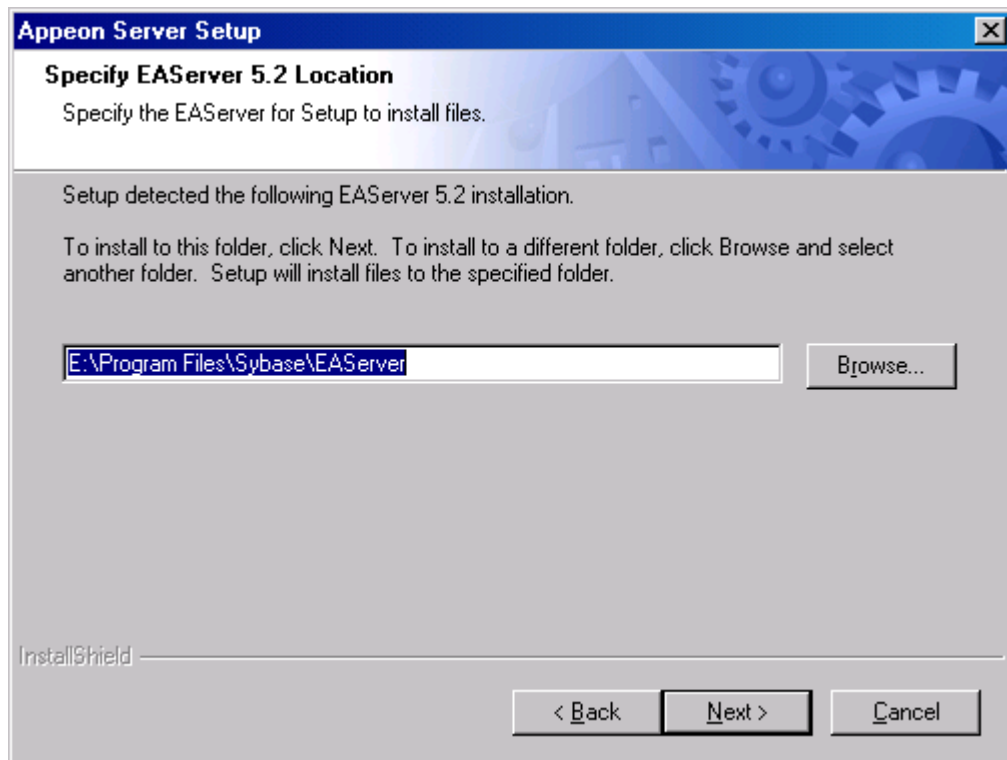 Appeon Server Setup
Specify EAServer 5.2 Location
Specify the EAServer for Setup to install files.
Setup detected the following EAServer 5.2 installation.
To install to this folder, click Next.  To install to a different folder, click Browse and select
another folder.  Setup will install files to the specified folder.
E:\Program Files\Sybase\EAServer
Browse...
InstallShield
< Back
Next >
Cancel